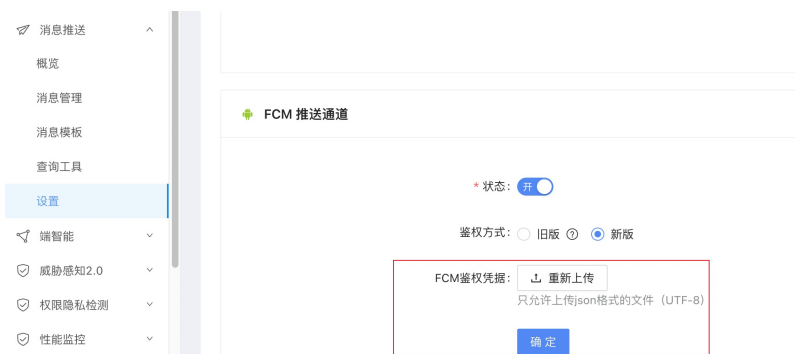 消息推送
概览
消息管理
消息模板
查询工具
设置
端智能
威胁感知2.0
权限隐私检测
性能监控
FCM 推送通道
* 状态: 开
鉴权方式: 旧版 ? 新版
FCM鉴权凭据: 重新上传
只允许上传json格式的文件（UTF-8）
确 定